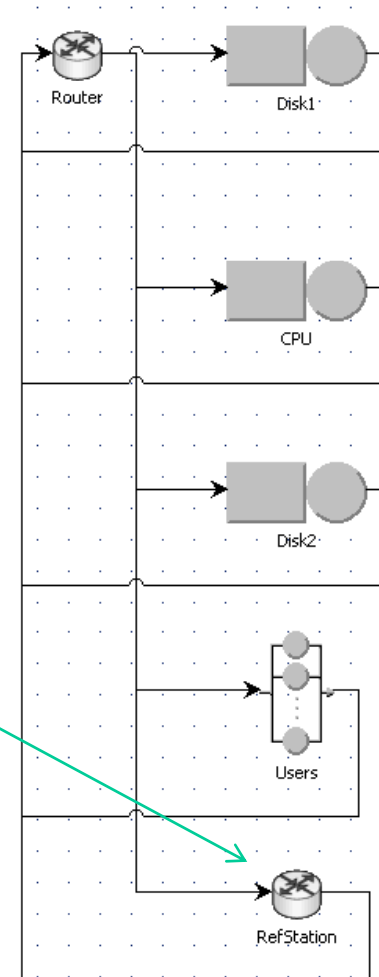 Router
Disk1
CPU
Disk2
Users
RefStation